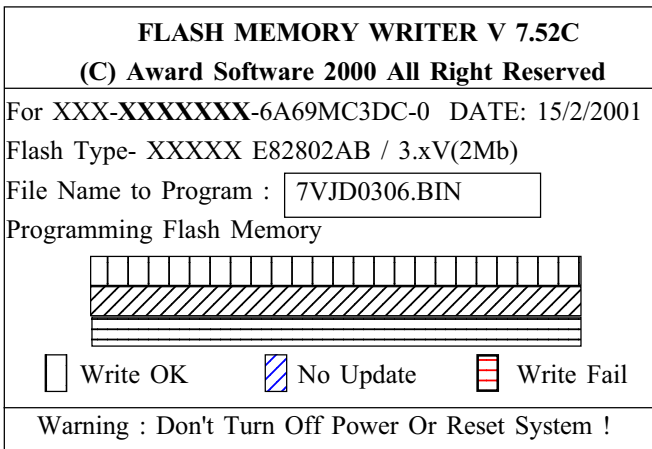 FLASH MEMORY WRITER V 7.52C
(C) Award Software 2000 All Right Reserved
For XXX-XXXXXXX-6A69MC3DC-0 DATE: 15/2/2001
Flash Type- XXXXX E82802AB / 3.xV(2Mb)
File Name to Program : 7VJD0306.BIN
Programming Flash Memory
Write OK No Update Write Fail
Warning : Don't Turn Off Power Or Reset System !